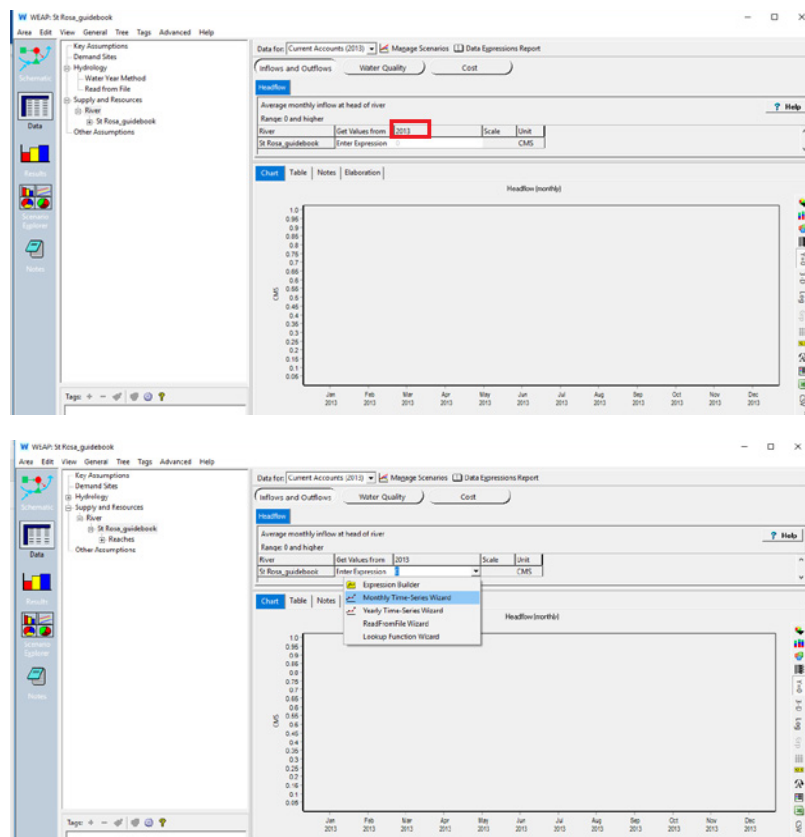 WEAP: St Rosa_guidebook
Area Edit View General Tree Tags Advanced Help
Schematic
Data
Results
Scenario Explorer
Notes
Key Assumptions
Demand Sites
Hydrology
Water Year Method
Read from File
Supply and Resources
River
St Rosa_guidebook
Other Assumptions
Tags:
Data for: Current Accounts (2013) Manage Scenarios Data Expressions Report
Inflows and Outflows Water Quality Cost
Headflow
Average monthly inflow at head of river
Help
Range: 0 and higher
River Get Values from 2013 Scale Unit
St Rosa_guidebook Enter Expression 0 CMS
Chart Table Notes Elaboration
Headflow (monthly)
CMS
1.0
0.95
0.9
0.85
0.8
0.75
0.7
0.65
0.6
0.55
0.5
0.45
0.4
0.35
0.3
0.25
0.2
0.15
0.1
0.05
Jan 2013 Feb 2013 Mar 2013 Apr 2013 May 2013 Jun 2013 Jul 2013 Aug 2013 Sep 2013 Oct 2013 Nov 2013 Dec 2013
Y=0
3-D
Log
WEAP: St Rosa_guidebook
Area Edit View General Tree Tags Advanced Help
Schematic
Data
Results
Scenario Explorer
Notes
Key Assumptions
Demand Sites
Hydrology
Supply and Resources
River
St Rosa_guidebook
Reaches
Other Assumptions
Tags:
Data for: Current Accounts (2013) Manage Scenarios Data Expressions Report
Inflows and Outflows Water Quality Cost
Headflow
Average monthly inflow at head of river
Help
Range: 0 and higher
River Get Values from 2013 Scale Unit
St Rosa_guidebook Enter Expression CMS
Expression Builder
Monthly Time-Series Wizard
Yearly Time-Series Wizard
ReadFromFile Wizard
Lookup Function Wizard
Chart Table Notes
Headflow (monthly)
CMS
1.0
0.95
0.9
0.85
0.8
0.75
0.7
0.65
0.6
0.55
0.5
0.45
0.4
0.35
0.3
0.25
0.2
0.15
0.1
0.05
Jan 2013 Feb 2013 Mar 2013 Apr 2013 May 2013 Jun 2013 Jul 2013 Aug 2013 Sep 2013 Oct 2013 Nov 2013 Dec 2013
Y=0
3-D
Log